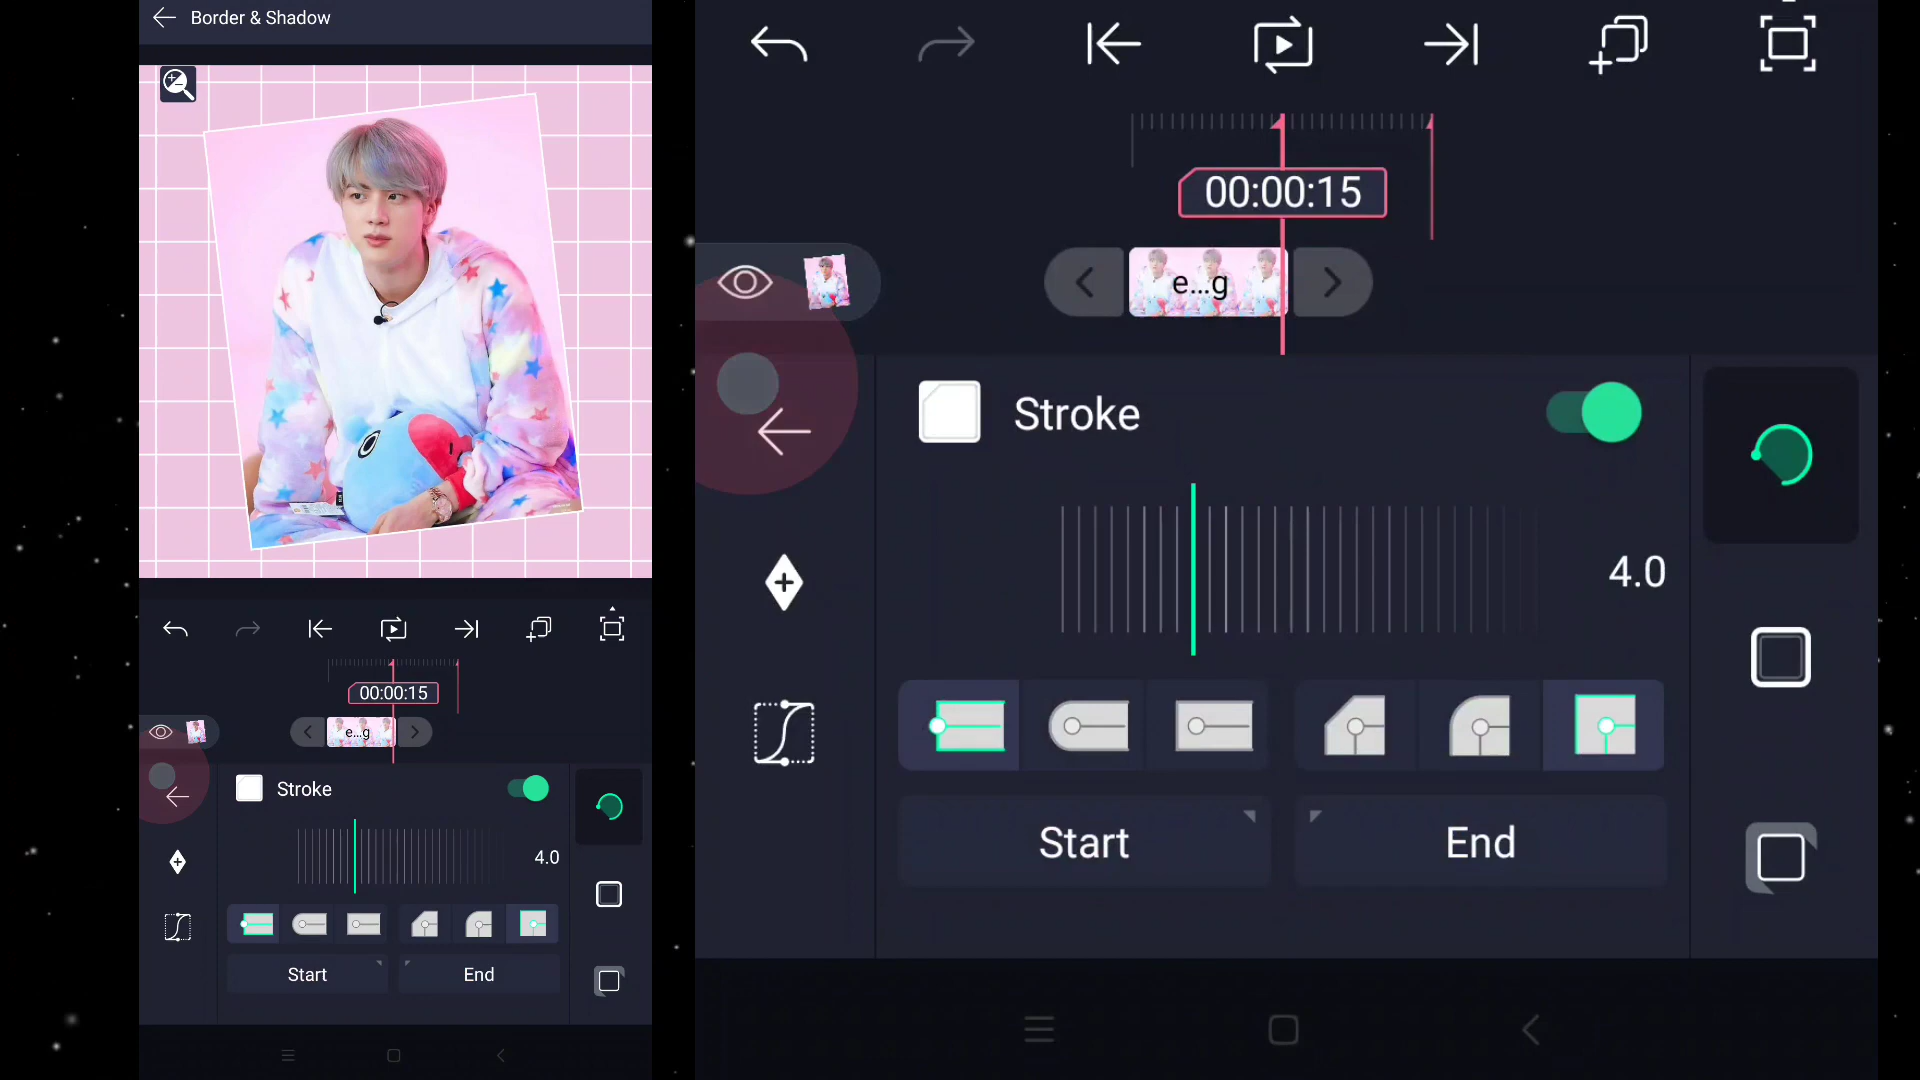 Border & Shadow
00:00:15
e...g
Stroke
4.0
Start
End
00:00:15
e...g
Stroke
4.0
Start
End